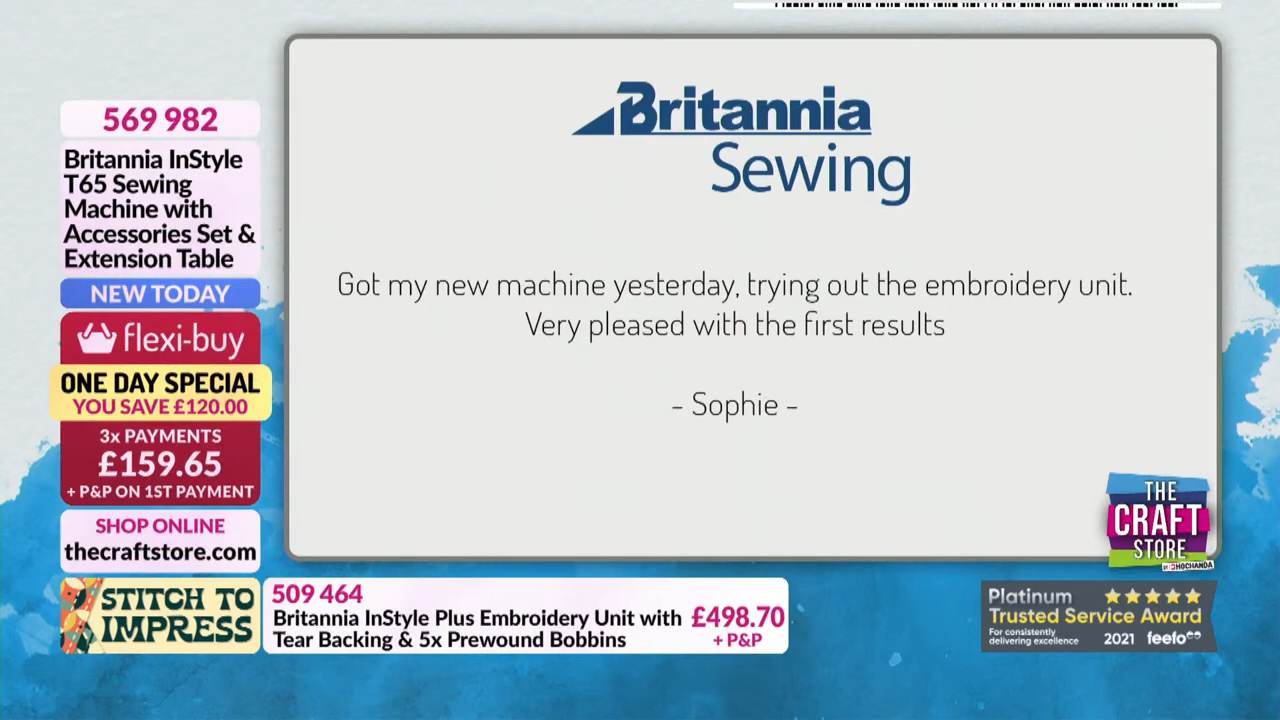 569 982
Britannia InStyle
T65 Sewing
Machine with
Accessories Set &
Extension Table
NEW TODAY
flexi-buy
ONE DAY SPECIAL
YOU SAVE £120.00
3x PAYMENTS
£159.65
+ P&P ON 1ST PAYMENT
SHOP ONLINE
thecraftstore.com
Britannia
Sewing
Got my new machine yesterday, trying out the embroidery unit.
Very pleased with the first results
- Sophie -
THE
CRAFT
STORE
BY HOCHANDA
STITCH TO
IMPRESS
509 464
Britannia InStyle Plus Embroidery Unit with
Tear Backing & 5x Prewound Bobbins
£498.70
+ P&P
Platinum
Trusted Service Award
For consistently
delivering excellence
2021 feefo